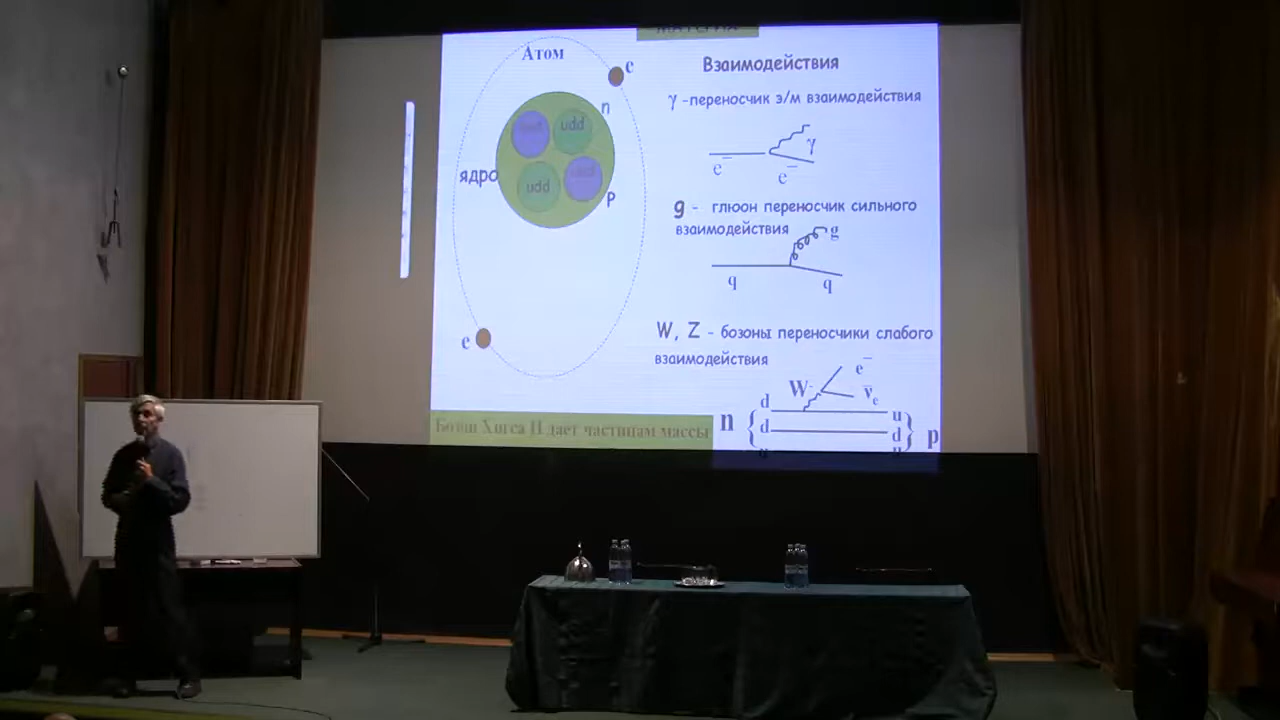 Атом
e
n
udd
ядро
udd
p
e
Бозон Хиггса H дает частицам массы
Взаимодействия
γ -переносчик э/м взаимодействия
γ
e⁻
e⁻
g - глюон переносчик сильного
взаимодействия
g
q
q
W, Z - бозоны переносчики слабого
взаимодействия
e⁻
W⁻
ν̄e
d
u
n { d
d } p